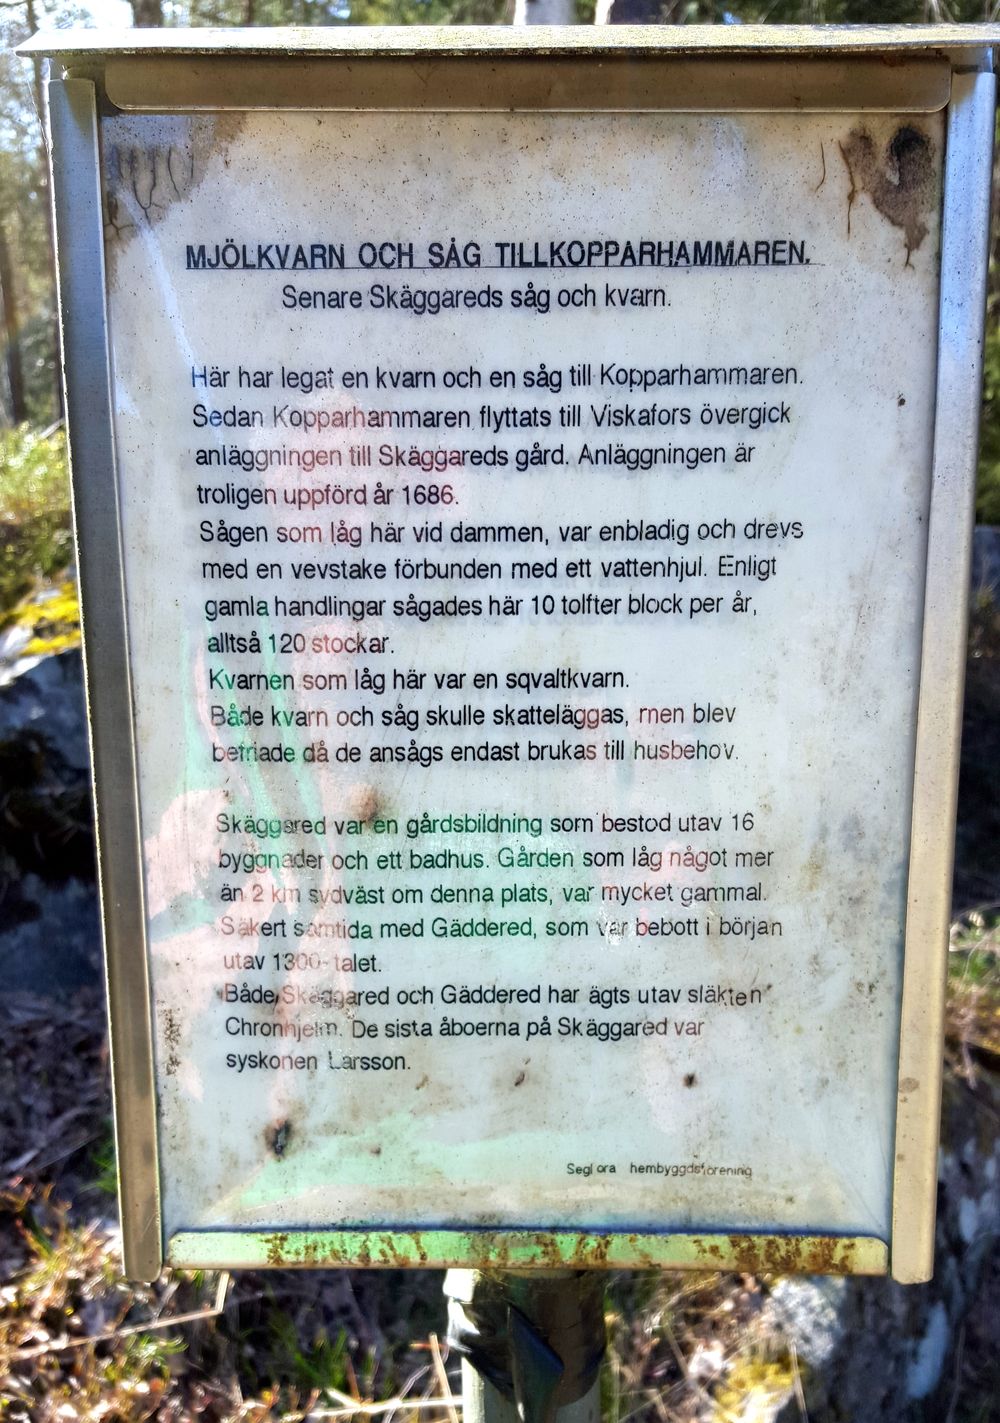 MJÖLKVARN OCH SÅG TILLKOPPARHAMMAREN.
Senare Skäggareds såg och kvarn.
Här har legat en kvarn och en såg till Kopparhammaren.
Sedan Kopparhammaren flyttats till Viskafors övergick
anläggningen till Skäggareds gård. Anläggningen är
troligen uppförd år 1686.
Sågen som låg här vid dammen, var enbladig och drevs
med en vevstake förbunden med ett vattenhjul. Enligt
gamla handlingar sågades här 10 tolfter block per år,
alltså 120 stockar.
Kvarnen som låg här var en sqvaltkvarn.
Både kvarn och såg skulle skatteläggas, men blev
befriade då de ansågs endast brukas till husbehov.
Skäggared var en gårdsbildning som bestod utav 16
byggnader och ett badhus. Gården som låg något mer
än 2 km sydväst om denna plats, var mycket gammal.
Säkert samtida med Gäddered, som var bebott i början
utav 1300-talet.
Både Skäggared och Gäddered har ägts utav släkten
Chronhjelm. De sista åboerna på Skäggared var
syskonen Larsson.
Seglora hembygdsförening